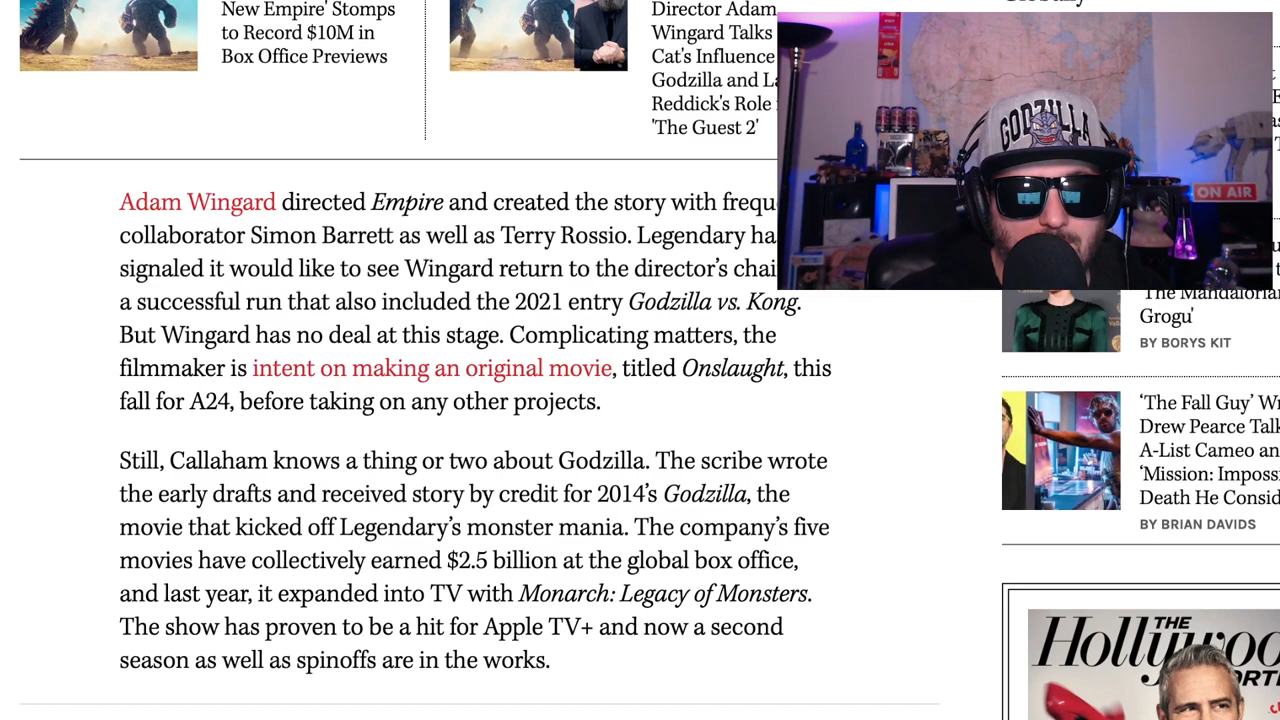 New Empire' Stomps
to Record $10M in
Box Office Previews
Director Adam
Wingard Talks
Cat's Influence
Godzilla and
Reddick's Role
'The Guest 2'
GODZILLA
ON AIR
Adam Wingard directed Empire and created the story with
collaborator Simon Barrett as well as Terry Rossio. Legendary
signaled it would like to see Wingard return to the director's
a successful run that also included the 2021 entry Godzilla vs. Kong.
But Wingard has no deal at this stage. Complicating matters, the
filmmaker is intent on making an original movie, titled Onslaught, this
fall for A24, before taking on any other projects.
Still, Callaham knows a thing or two about Godzilla. The scribe wrote
the early drafts and received story by credit for 2014's Godzilla, the
movie that kicked off Legendary's monster mania. The company's five
movies have collectively earned $2.5 billion at the global box office,
and last year, it expanded into TV with Monarch: Legacy of Monsters.
The show has proven to be a hit for Apple TV+ and now a second
season as well as spinoffs are in the works.
The Mandalorian
Grogu'
BY BORYS KIT
'The Fall Guy'
Drew Pearce
A-List Cameo
'Mission:
Death He
BY BRIAN DAVIDS
THE
Hollywood